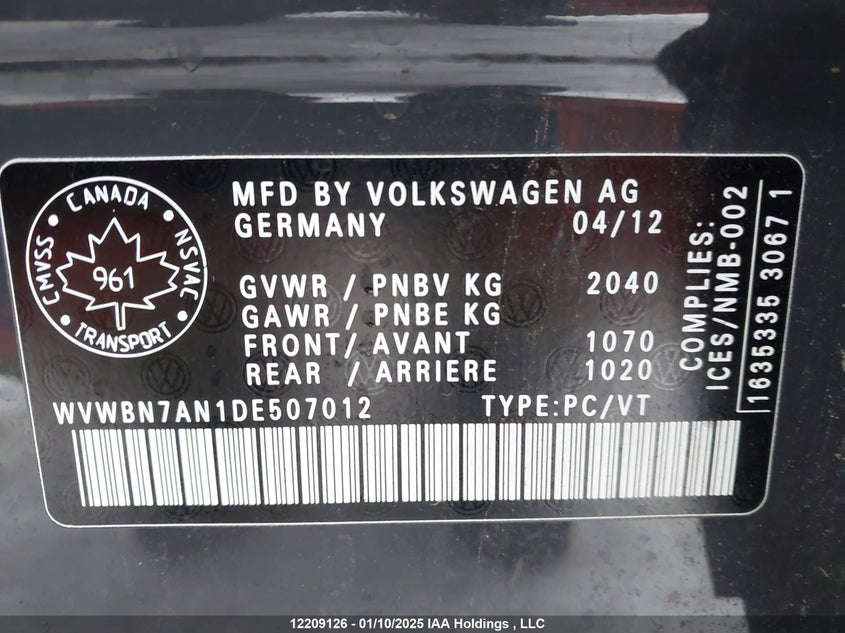 CANADA
CMVSS
NSVAC
961
TRANSPORT
MFD BY VOLKSWAGEN AG
GERMANY 04/12
GVWR / PNBV KG 2040
GAWR / PNBE KG
FRONT/ AVANT 1070
REAR / ARRIERE 1020
WVWBN7AN1DE507012 TYPE:PC/VT
COMPLIES:
ICES/NMB-002
1635335 3067 1
12209126 - 01/10/2025 IAA Holdings , LLC